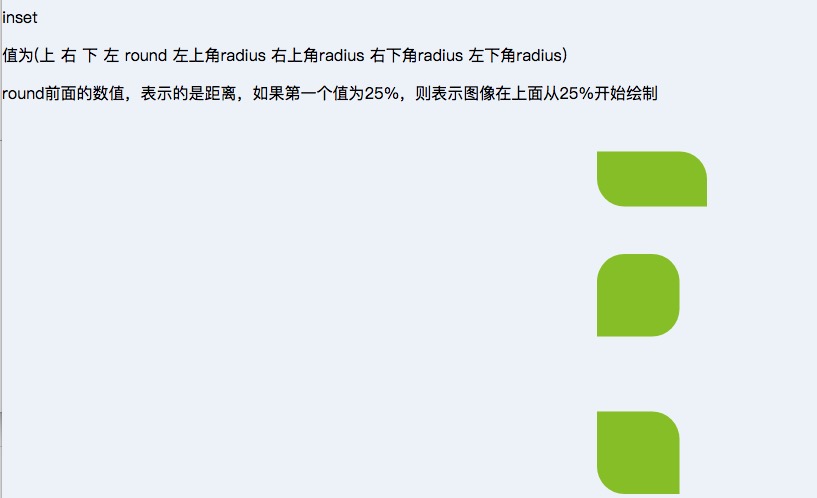 inset
值为(上 右 下 左 round 左上角radius 右上角radius 右下角radius 左下角radius)
round前面的数值，表示的是距离，如果第一个值为25%，则表示图像在上面从25%开始绘制